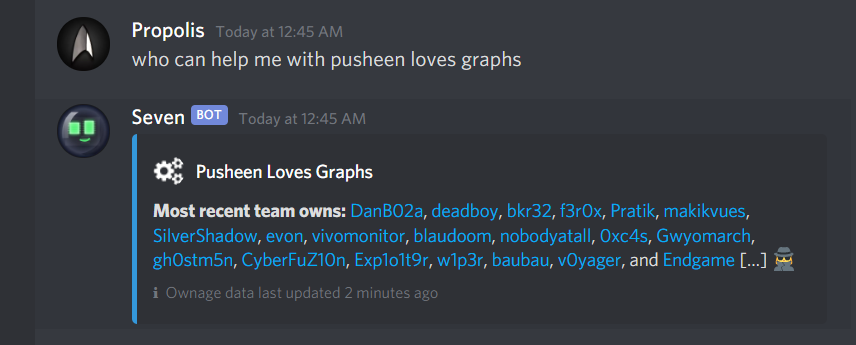 Propolis Today at 12:45 AM
who can help me with pusheen loves graphs
Seven BOT Today at 12:45 AM
Pusheen Loves Graphs
Most recent team owns: DanB02a, deadboy, bkr32, f3r0x, Pratik, makikvues,
SilverShadow, evon, vivomonitor, blaudoom, nobodyatall, 0xc4s, Gwyomarch,
gh0stm5n, CyberFuZ10n, Exp1o1t9r, w1p3r, baubau, v0yager, and Endgame [...]
Ownage data last updated 2 minutes ago